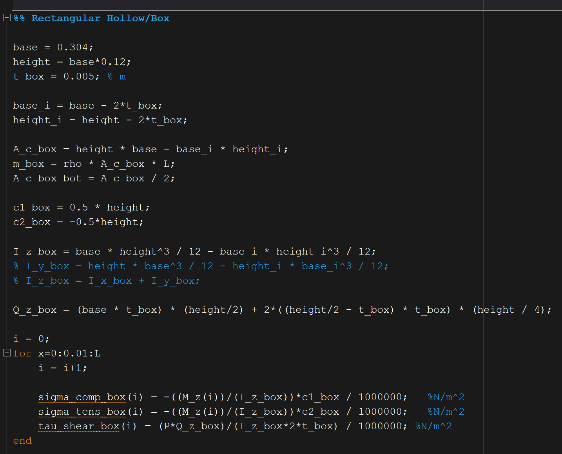 %% Rectangular Hollow/Box
base = 0.304;
height = base*0.12;
t_box = 0.005; % m
base_i = base - 2*t_box;
height_i = height - 2*t_box;
A_c_box = height * base - base_i * height_i;
m_box = rho * A_c_box * L;
A_c_box_bot = A_c_box / 2;
c1_box = 0.5 * height;
c2_box = -0.5*height;
I_z_box = base * height^3 / 12 - base_i * height_i^3 / 12;
% I_y_box = height * base^3 / 12 - height_i * base_i^3 / 12;
% I_z_box = I_x_box + I_y_box;
Q_z_box = (base * t_box) * (height/2) + 2*((height/2 - t_box) * t_box) * (height / 4);
i = 0;
for x=0:0.01:L
i = i+1;
sigma_comp_box(i) = -((M_z(i))/(I_z_box))*c1_box / 1000000; %N/m^2
sigma_tens_box(i) = -((M_z(i))/(I_z_box))*c2_box / 1000000; %N/m^2
tau_shear_box(i) = (P*Q_z_box)/(I_z_box*2*t_box) / 1000000; %N/m^2
end